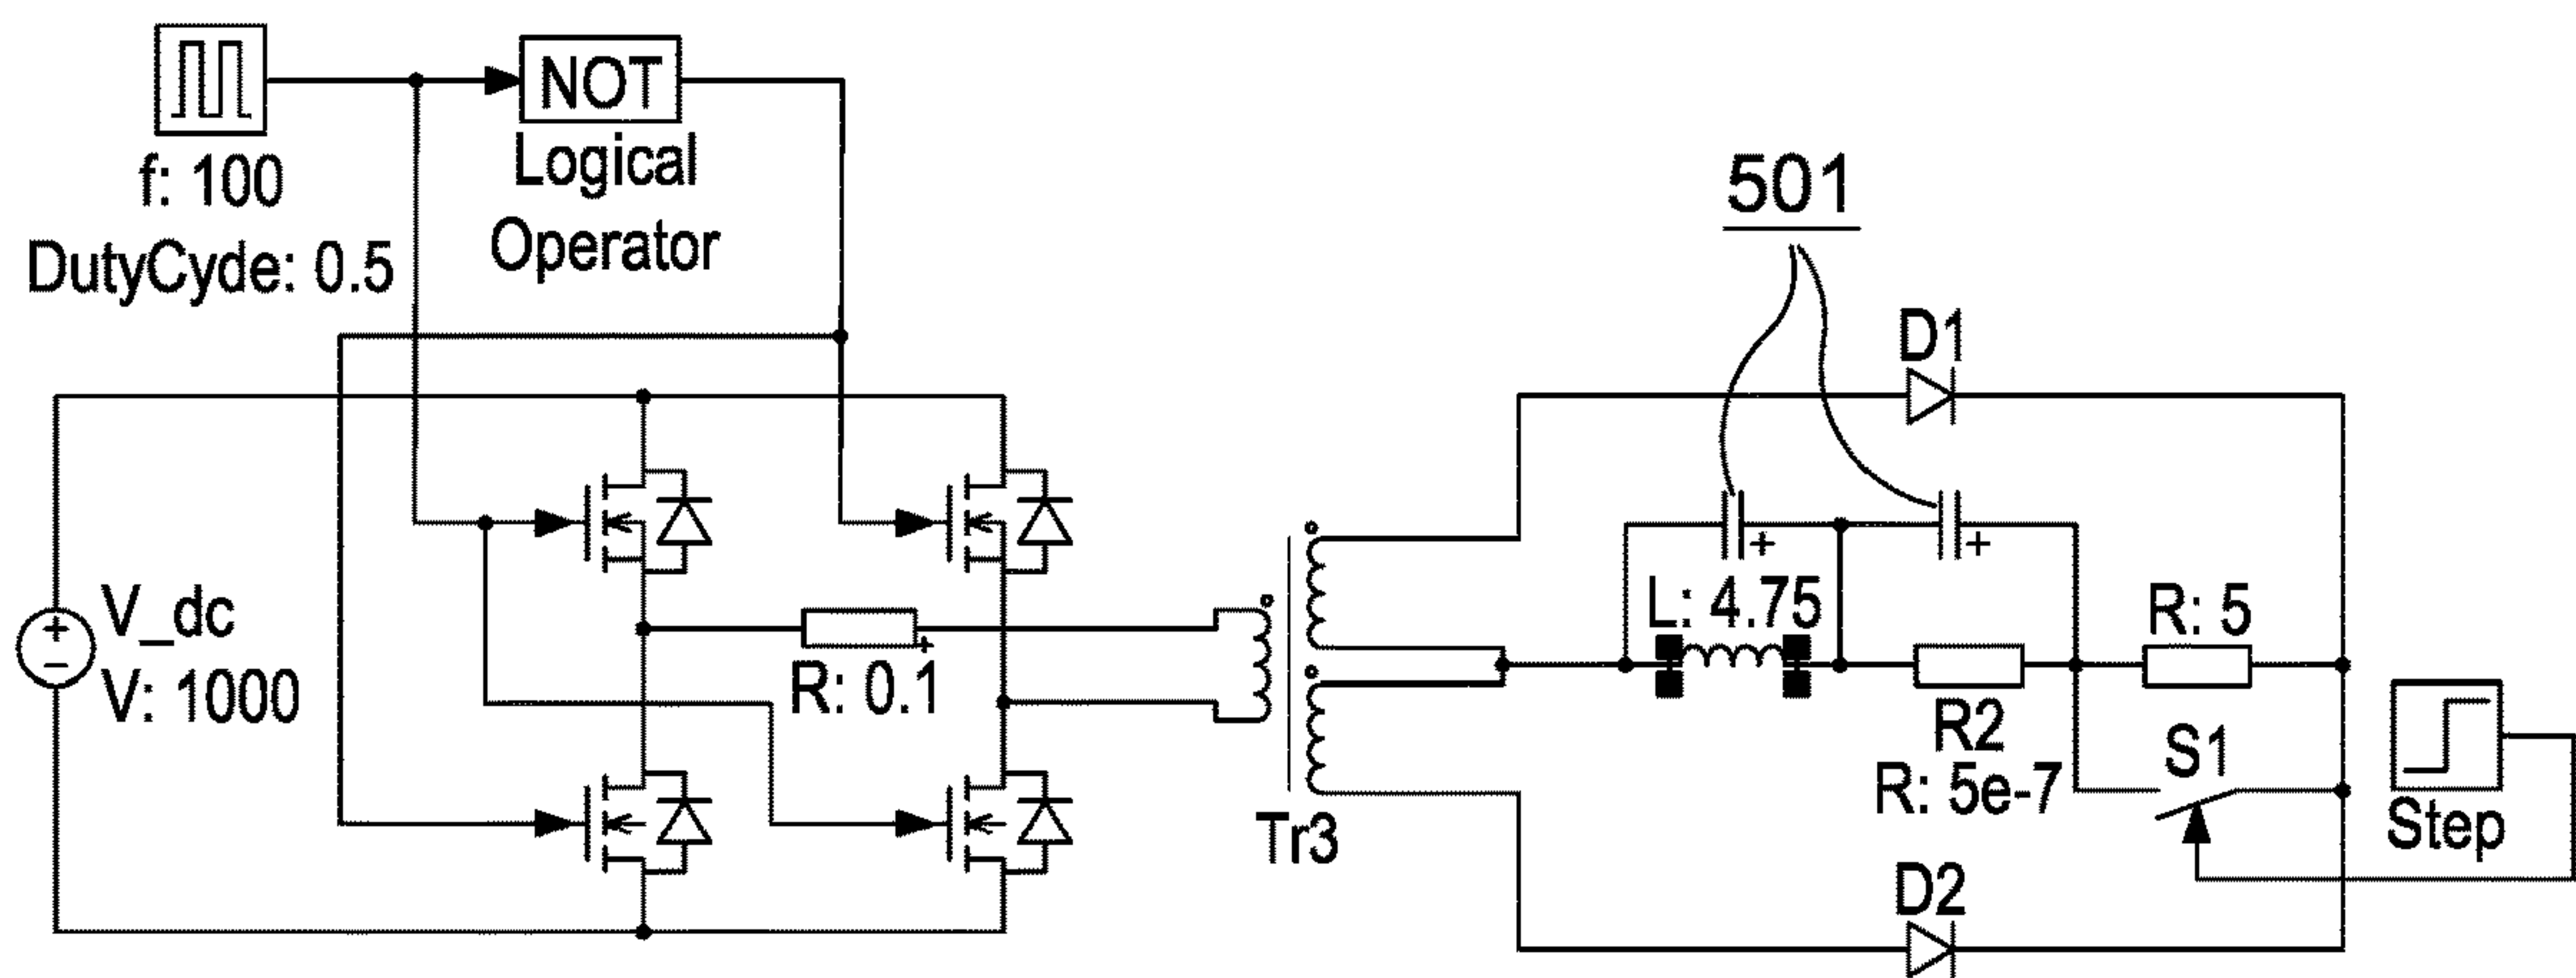 NOT
f: 100
Logical
Operator
DutyCyde: 0.5
501
D1
V_dc
V: 1000
R: 0.1
L: 4.75
R: 5
R2
R: 5e-7
S1
Step
Tr3
D2